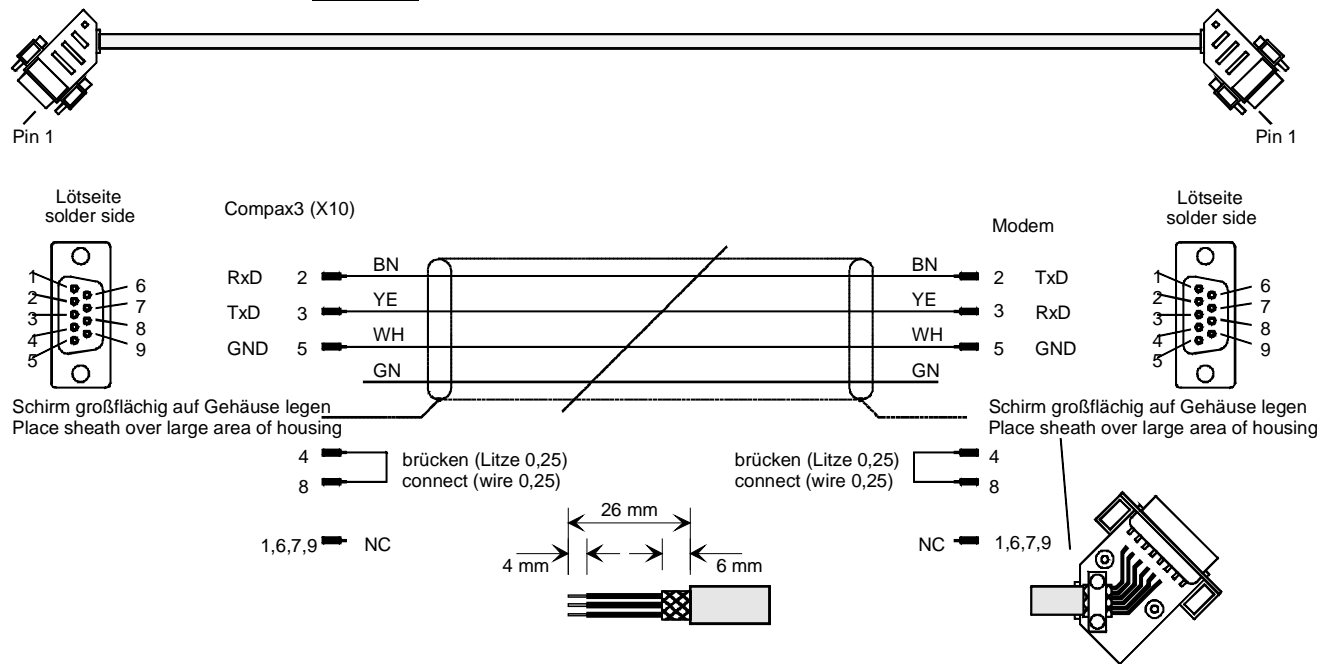 Pin 1
Pin 1
Lötseite
solder side
1
2
3
4
5
6
7
8
9
Compax3 (X10)
RxD 2 BN
TxD 3 YE
GND 5 WH
GN
Modem
BN 2 TxD
YE 3 RxD
WH 5 GND
GN
Lötseite
solder side
1
2
3
4
5
6
7
8
9
Schirm großflächig auf Gehäuse legen
Place sheath over large area of housing
Schirm großflächig auf Gehäuse legen
Place sheath over large area of housing
4
8
brücken (Litze 0,25)
connect (wire 0,25)
brücken (Litze 0,25)
connect (wire 0,25)
4
8
1,6,7,9 NC
26 mm
4 mm
6 mm
NC 1,6,7,9